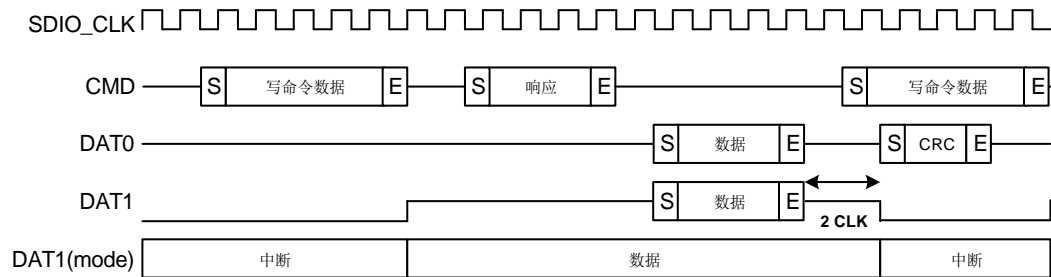 SDIO_CLK
CMD S 写命令数据 E S 响应 E S 写命令数据 E
DAT0 S 数据 E S CRC E
DAT1 S 数据 E
2 CLK
DAT1(mode) 中断 数据 中断